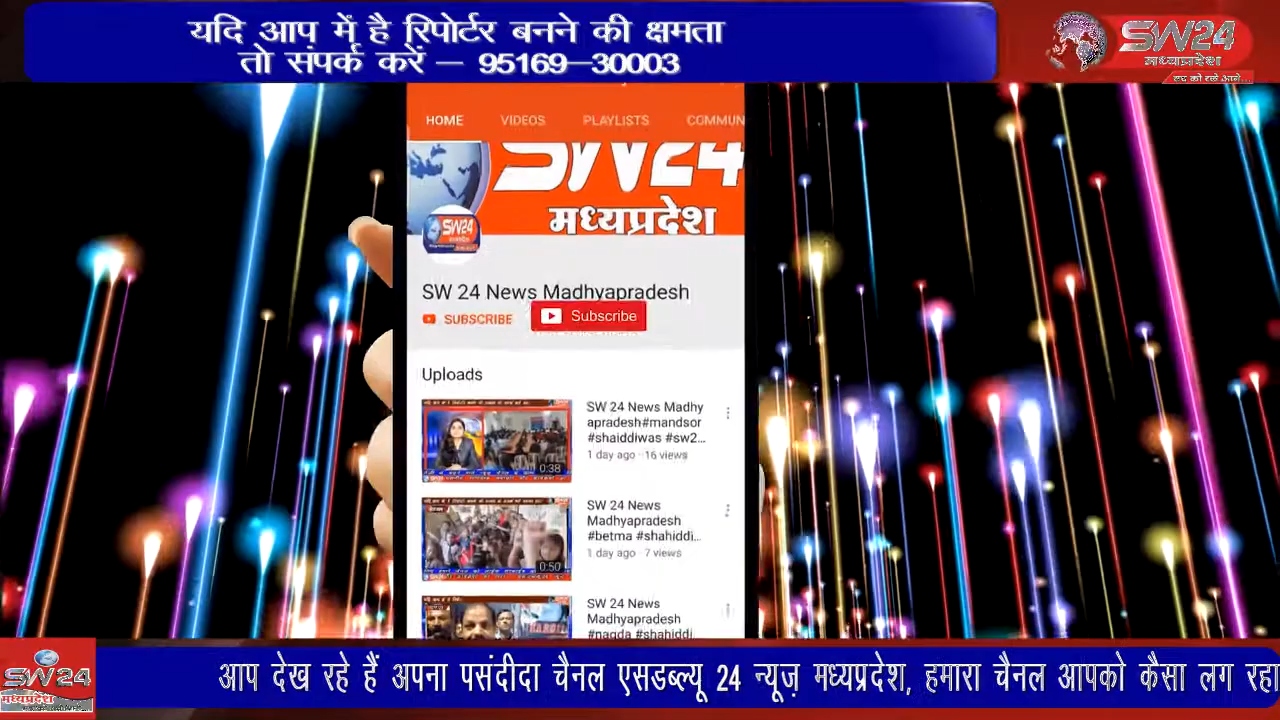 यदि आप में है रिपोर्टर बनने की क्षमता
तो संपर्क करें – 95169–30003
SW24
मध्यप्रदेश
HOME VIDEOS PLAYLISTS COMMUN
SW24
मध्यप्रदेश
SW24
SW 24 News Madhyapradesh
SUBSCRIBE
Subscribe
Uploads
SW 24 News Madhy
apradesh#mandsor
#shaiddiwas #sw2...
1 day ago · 16 views
0:38
SW 24 News
Madhyapradesh
#betma #shahiddi...
1 day ago · 7 views
0:50
SW 24 News
Madhyapradesh
#nagda #shahiddi
SW24
मध्यप्रदेश
आप देख रहे हैं अपना पसंदीदा चैनल एसडब्ल्यू 24 न्यूज़ मध्यप्रदेश, हमारा चैनल आपको कैसा लग रहा